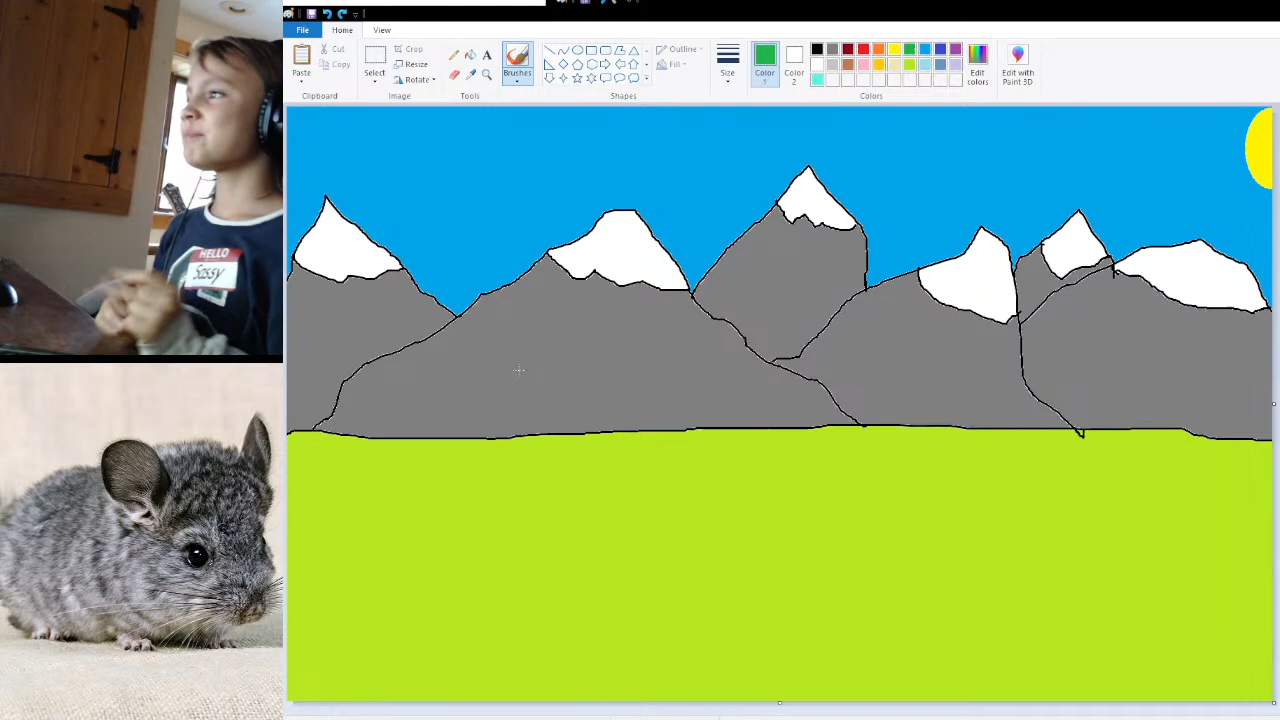 File
Home
View
Paste
Cut
Copy
Clipboard
Select
Crop
Resize
Rotate
Image
A
Tools
Brushes
Shapes
Outline
Fill
Size
Color
1
Color
2
Edit
colors
Edit with
Paint 3D
Colors
HELLO
Sassy